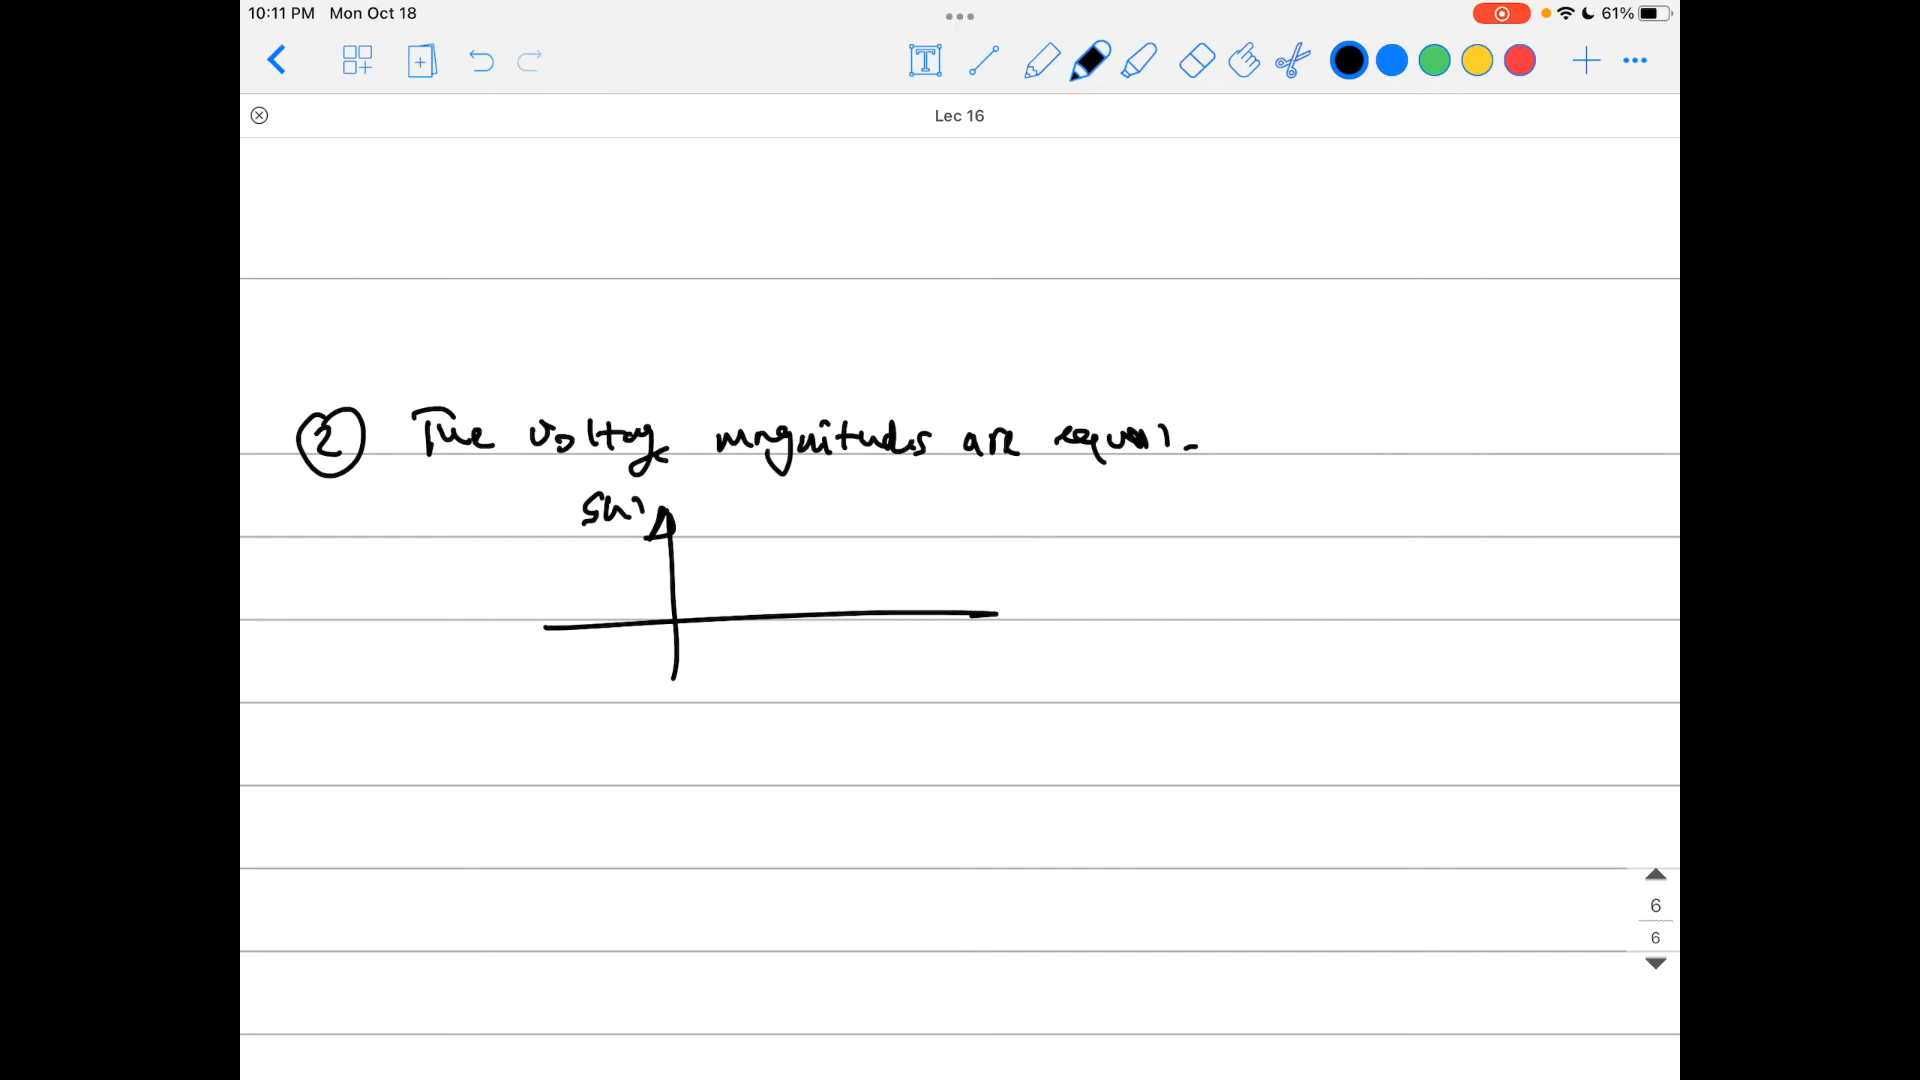 10:11 PM Mon Oct 18
61%
T
Lec 16
② The voltage magnitudes are equal.
6
6